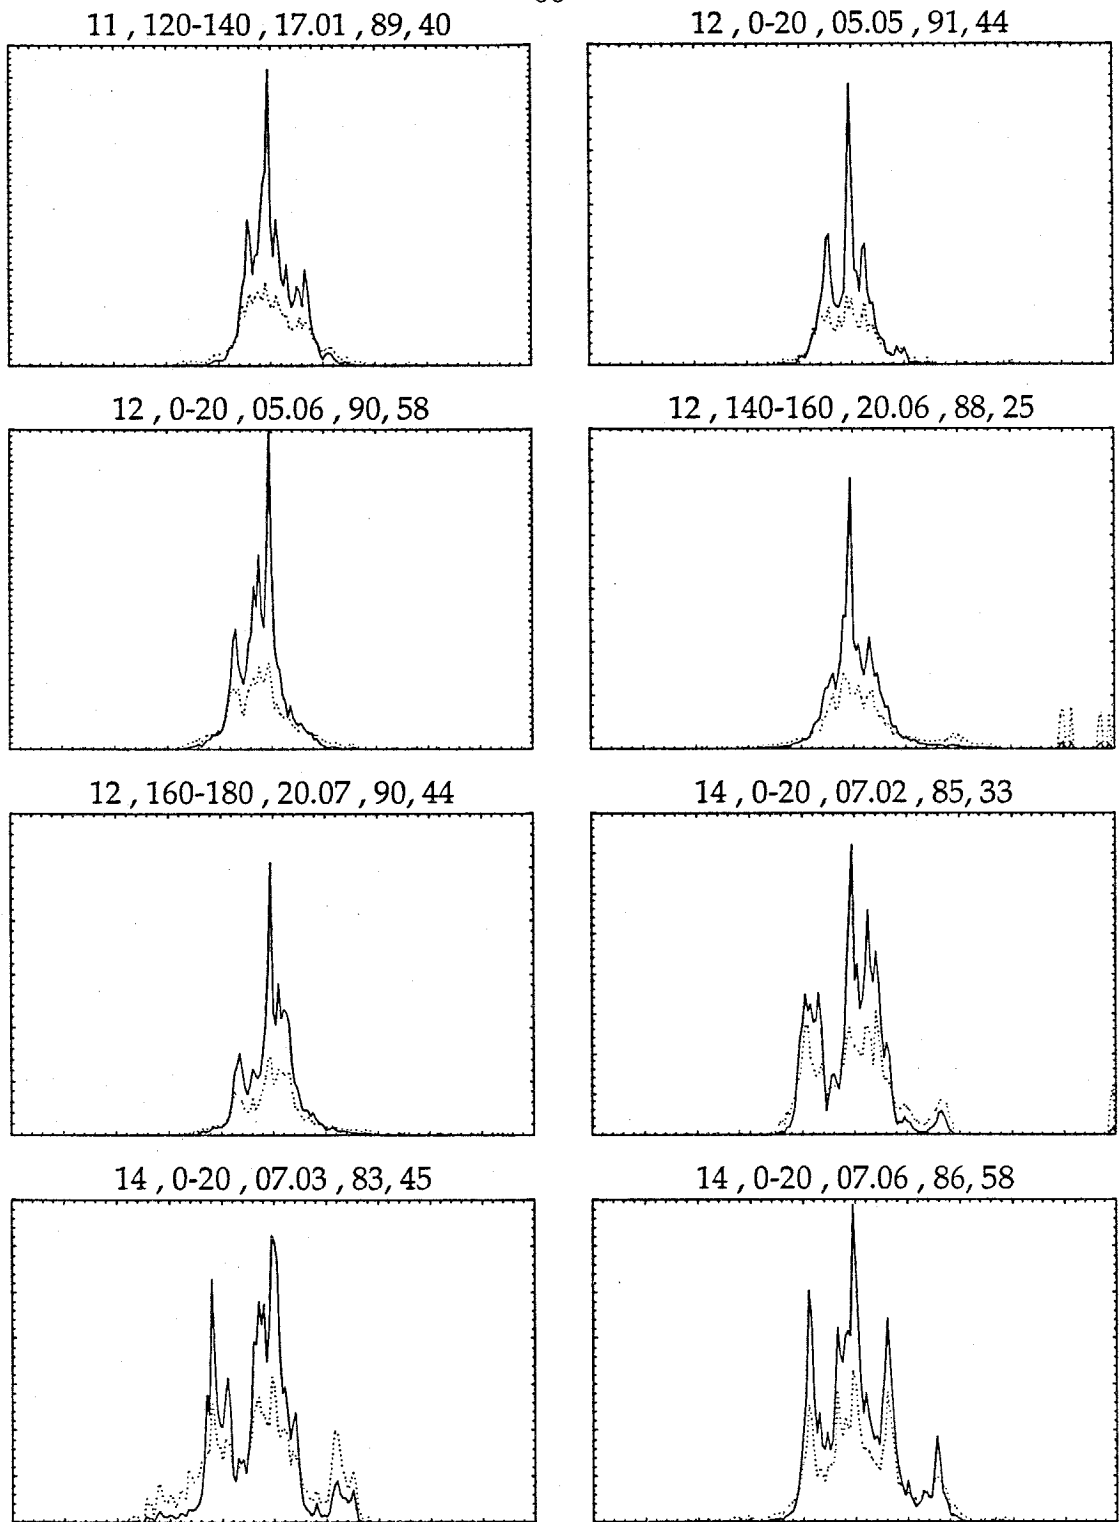 11 , 120-140 , 17.01 , 89, 40
12 , 0-20 , 05.05 , 91, 44
12 , 0-20 , 05.06 , 90, 58
12 , 140-160 , 20.06 , 88, 25
12 , 160-180 , 20.07 , 90, 44
14 , 0-20 , 07.02 , 85, 33
14 , 0-20 , 07.03 , 83, 45
14 , 0-20 , 07.06 , 86, 58